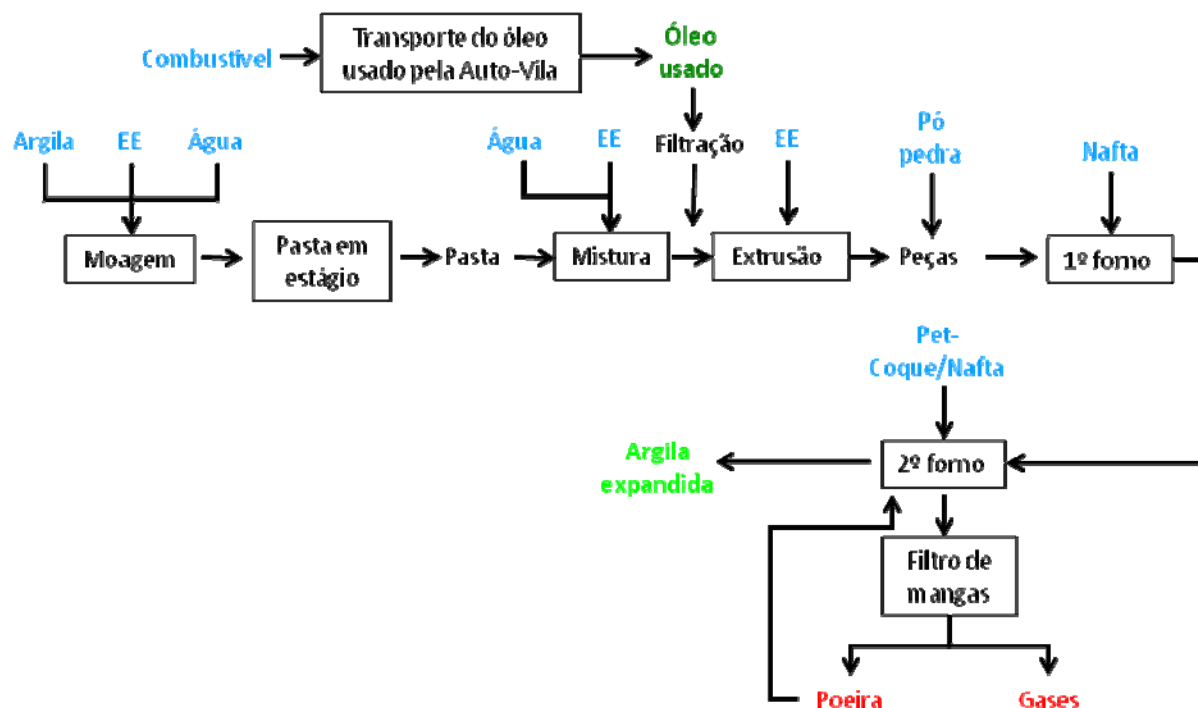 Combustível
Transporte do óleo
usado pela Auto-Vila
Óleo
usado
Argila
EE
Água
Água
EE
Filtração
EE
Pó
pedra
Nafta
Moagem
Pasta em
estágio
Pasta
Mistura
Extrusão
Peças
1º forno
Pet-
Coque/Nafta
Argila
expandida
2º forno
Filtro de
mangas
Poeira
Gases